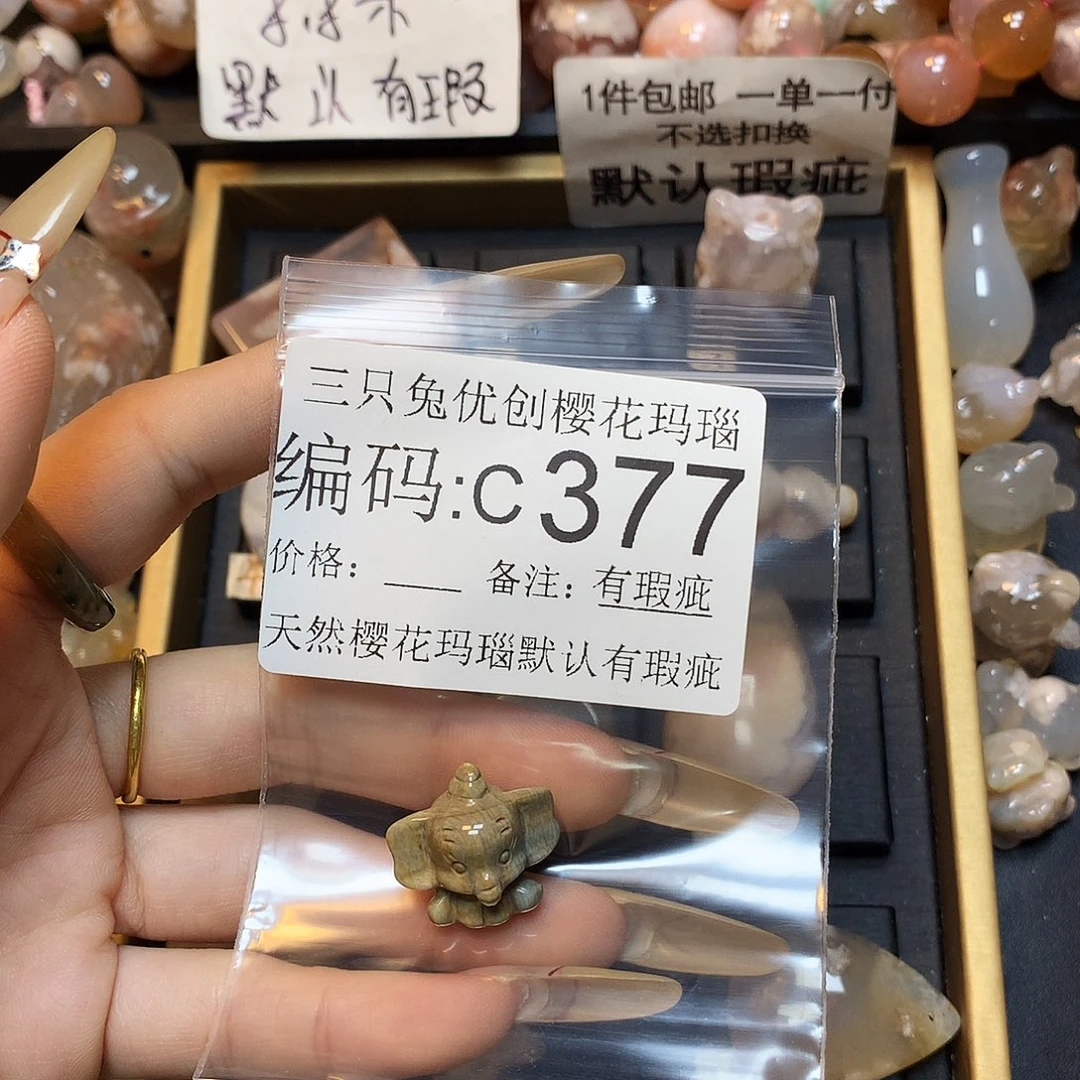 默认有瑕
1件包邮 一单一付
不选扣换
默认瑕疵
三只兔优创樱花玛瑙
编码:C377
价格：___ 备注：有瑕疵
天然樱花玛瑙默认有瑕疵